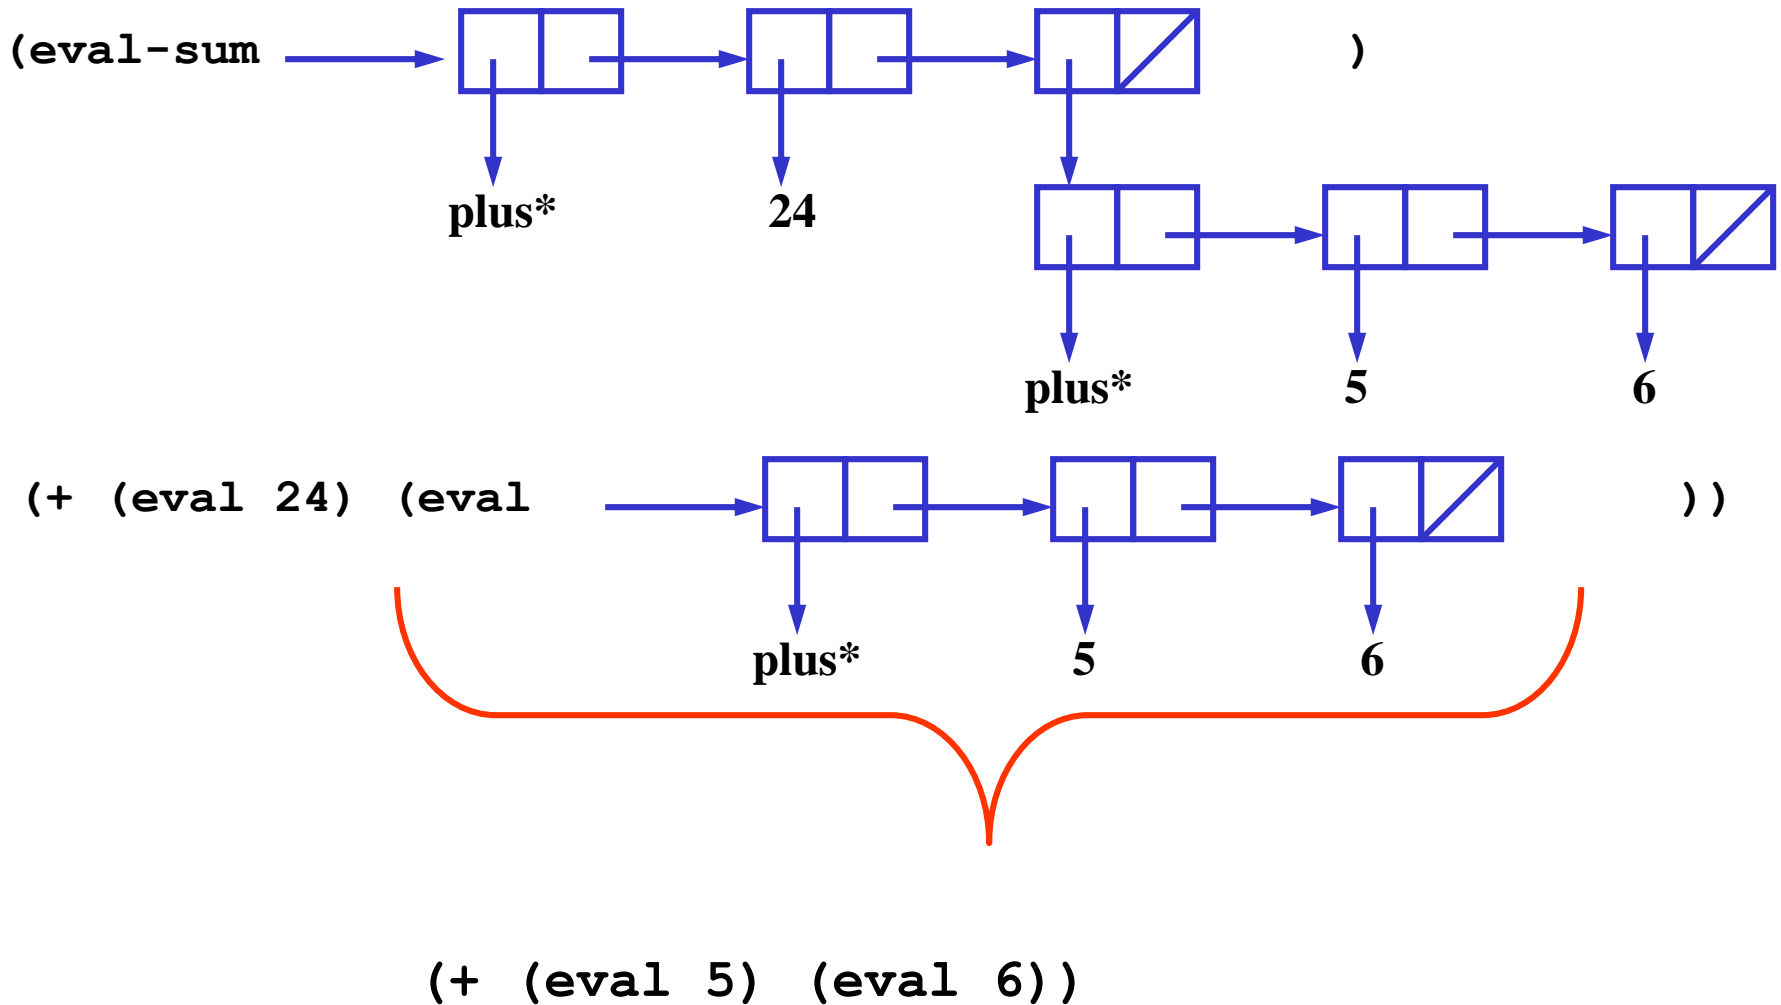 (eval-sum )
plus* 24
plus* 5 6
(+ (eval 24) (eval ))
plus* 5 6
(+ (eval 5) (eval 6))